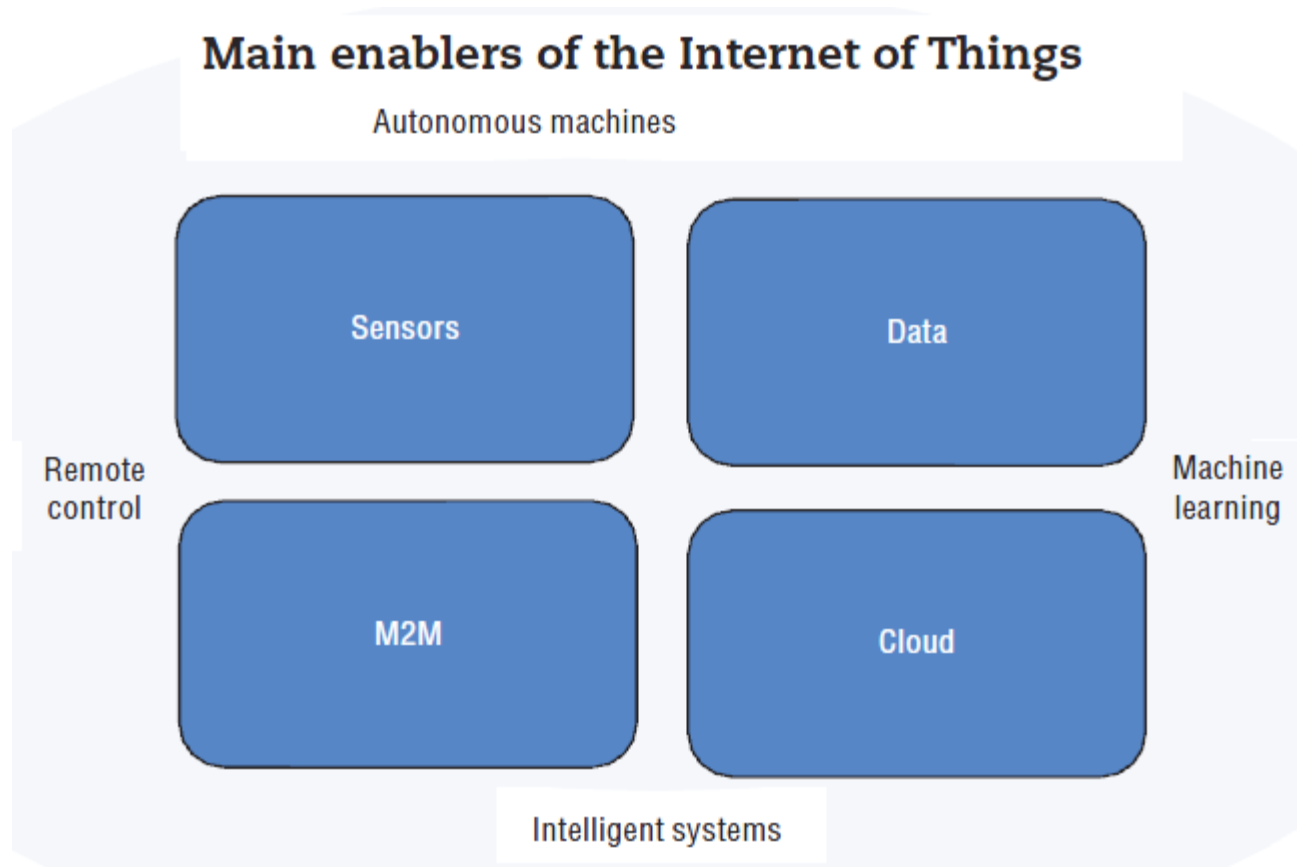 Main enablers of the Internet of Things
Autonomous machines
Sensors
Data
Remote
control
Machine
learning
M2M
Cloud
Intelligent systems